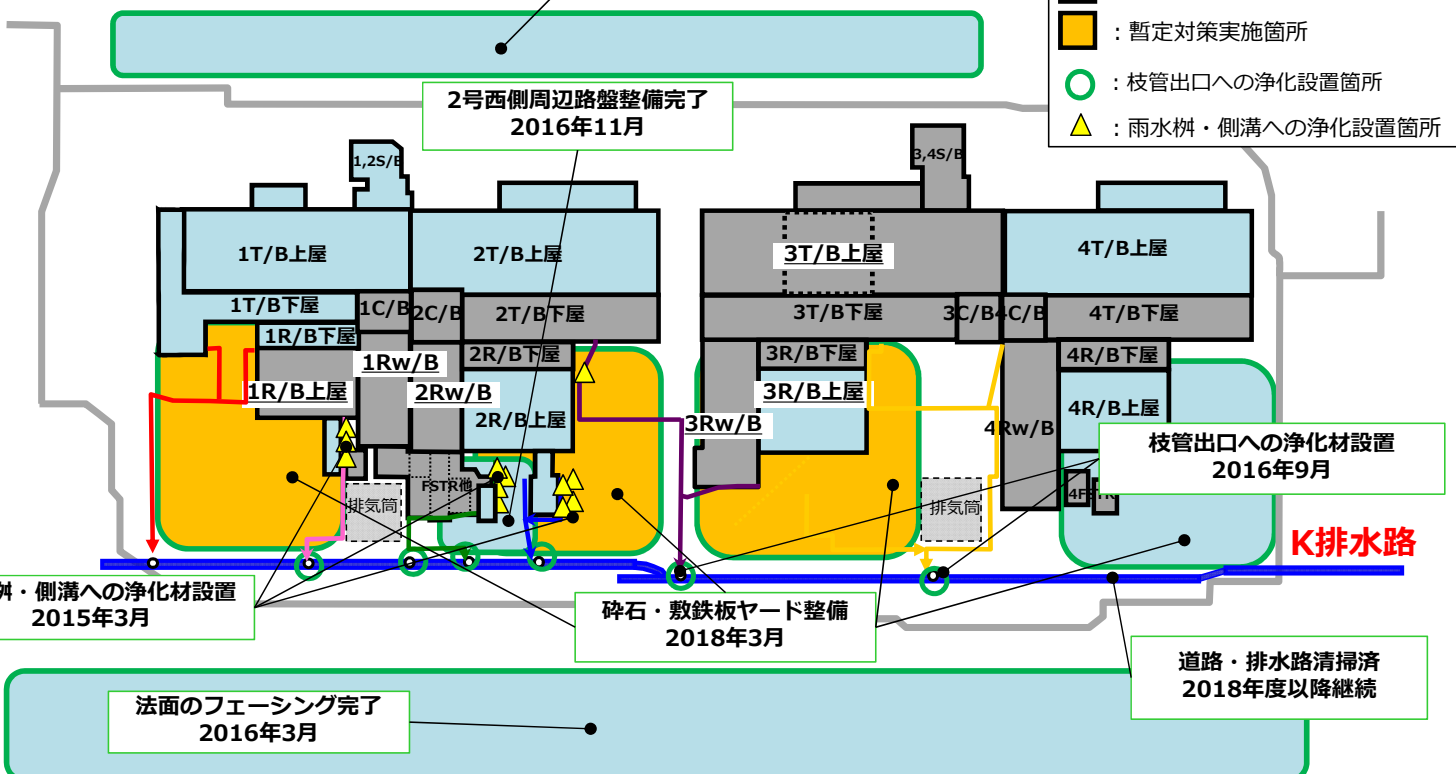 ：暫定対策実施箇所
：枝管出口への浄化設置箇所
：雨水桝・側溝への浄化設置箇所
2号西側周辺路盤整備完了
2016年11月
1,2S/B
3,4S/B
1T/B上屋
2T/B上屋
3T/B上屋
4T/B上屋
1T/B下屋
1C/B
2C/B
2T/B下屋
3T/B下屋
3C/B
4C/B
4T/B下屋
1R/B下屋
1Rw/B
2R/B下屋
3R/B下屋
4R/B下屋
1R/B上屋
2Rw/B
2R/B上屋
3Rw/B
3R/B上屋
4Rw/B
4R/B上屋
枝管出口への浄化材設置
2016年9月
FSTR他
排気筒
排気筒
K排水路
・側溝への浄化材設置
2015年3月
砕石・敷鉄板ヤード整備
2018年3月
道路・排水路清掃済
2018年度以降継続
法面のフェーシング完了
2016年3月